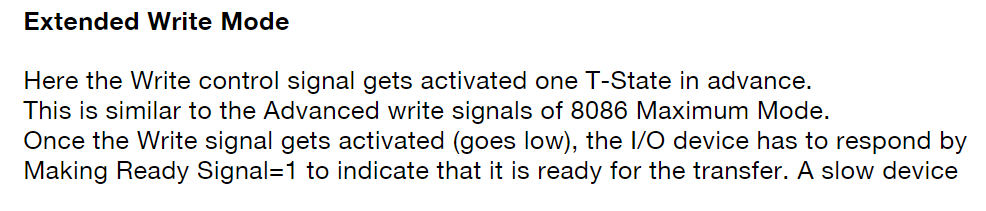 Extended Write Mode
Here the Write control signal gets activated one T-State in advance.
This is similar to the Advanced write signals of 8086 Maximum Mode.
Once the Write signal gets activated (goes low), the I/O device has to respond by
Making Ready Signal=1 to indicate that it is ready for the transfer. A slow device